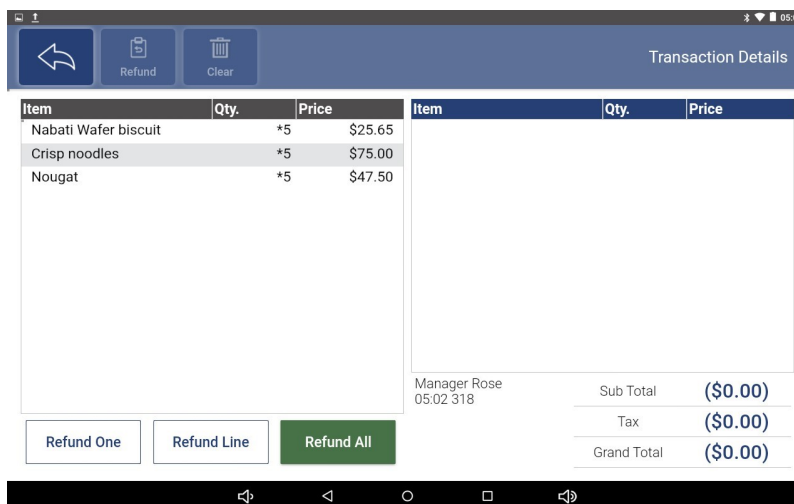 05:0
Refund Clear Transaction Details
Item Qty. Price
Nabati Wafer biscuit *5 $25.65
Crisp noodles *5 $75.00
Nougat *5 $47.50
Item Qty. Price
Manager Rose
05:02 318
Sub Total ($0.00)
Tax ($0.00)
Grand Total ($0.00)
Refund One Refund Line Refund All